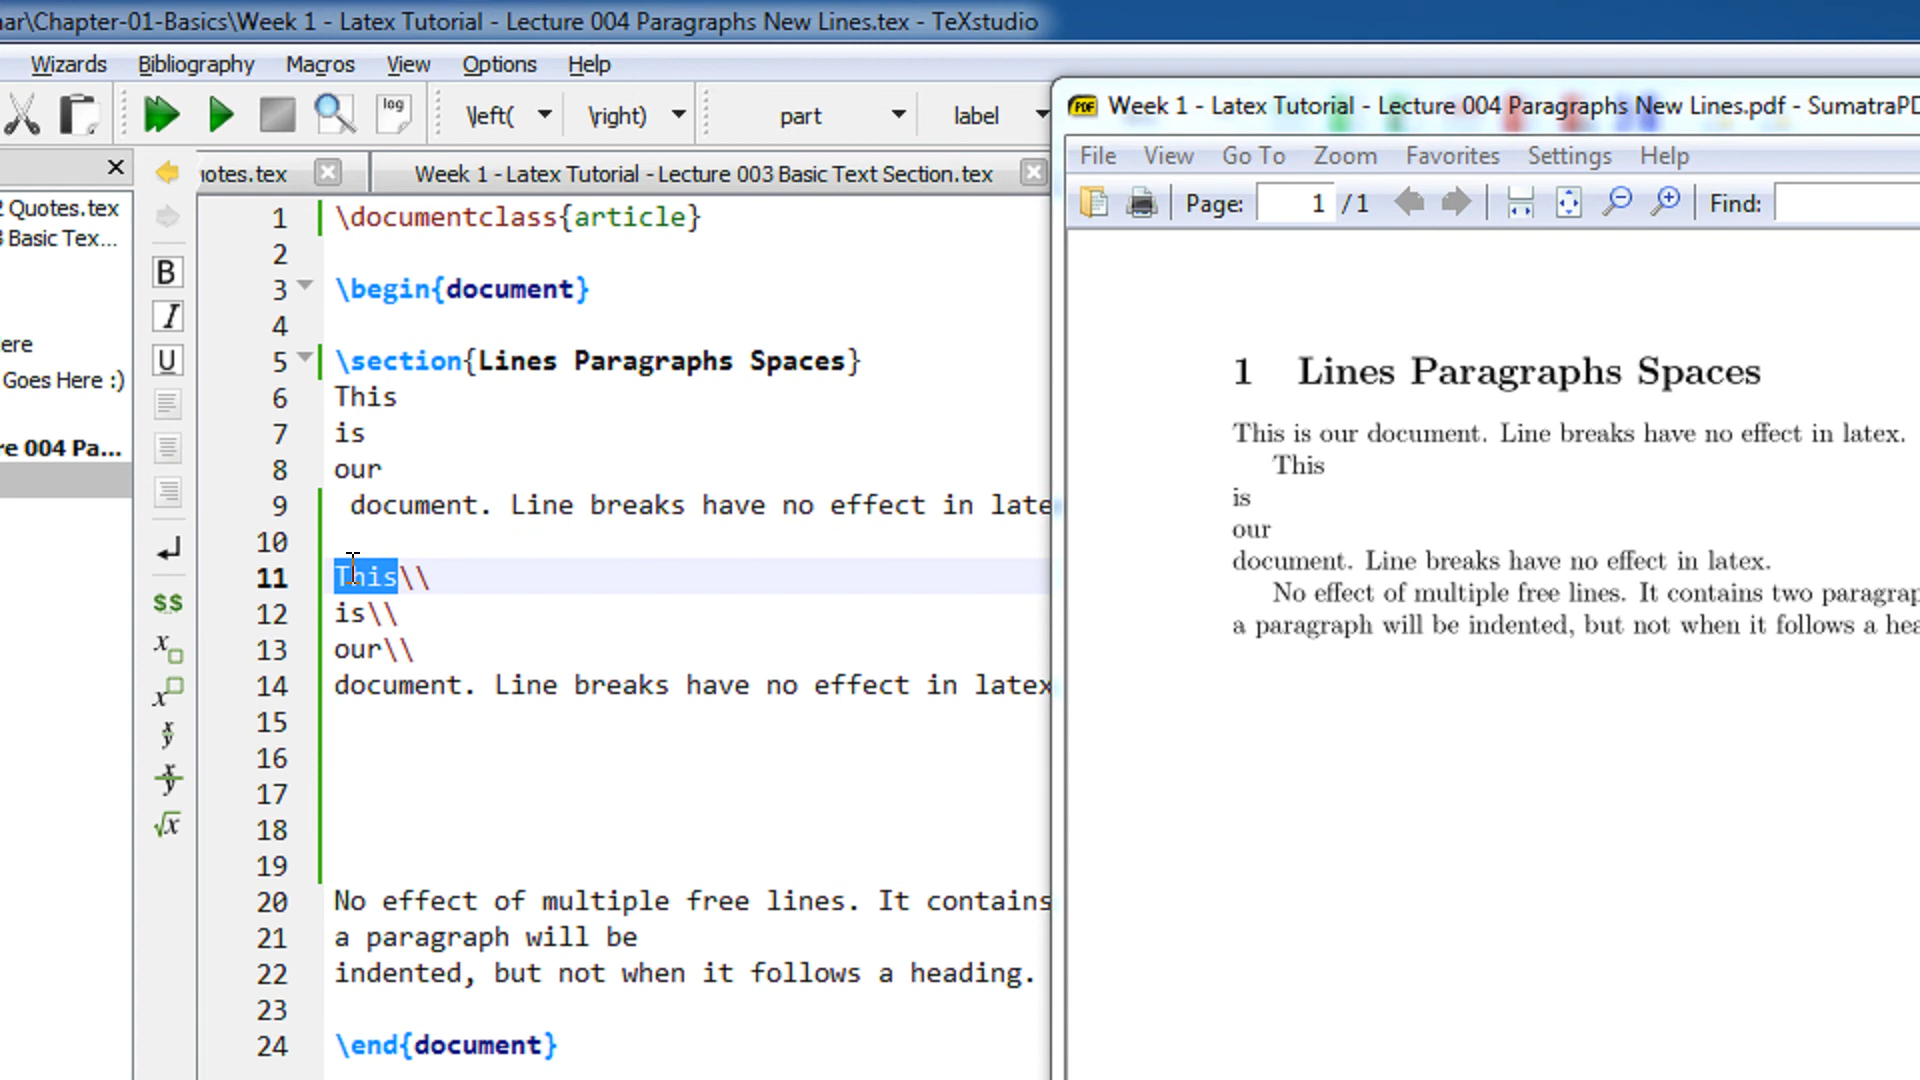 ar\Chapter-01-Basics\Week 1 - Latex Tutorial - Lecture 004 Paragraphs New Lines.tex - TeXstudio
Wizards Bibliography Macros View Options Help
log \left( \right) part label
otes.tex Week 1 - Latex Tutorial - Lecture 003 Basic Text Section.tex
2 Quotes.tex
3 Basic Tex...
ere
Goes Here :)
re 004 Pa...
B
I
U
$$
x
x
x/y
x/y
√x
1 \documentclass{article}
2
3 \begin{document}
4
5 \section{Lines Paragraphs Spaces}
6 This
7 is
8 our
9 document. Line breaks have no effect in late
10
11 This\\
12 is\\
13 our\\
14 document. Line breaks have no effect in latex
15
16
17
18
19
20 No effect of multiple free lines. It contains
21 a paragraph will be
22 indented, but not when it follows a heading.
23
24 \end{document}
PDF Week 1 - Latex Tutorial - Lecture 004 Paragraphs New Lines.pdf - SumatraPD
File View Go To Zoom Favorites Settings Help
Page: 1 / 1 Find:
1 Lines Paragraphs Spaces
This is our document. Line breaks have no effect in latex.
This
is
our
document. Line breaks have no effect in latex.
No effect of multiple free lines. It contains two paragrap
a paragraph will be indented, but not when it follows a hea